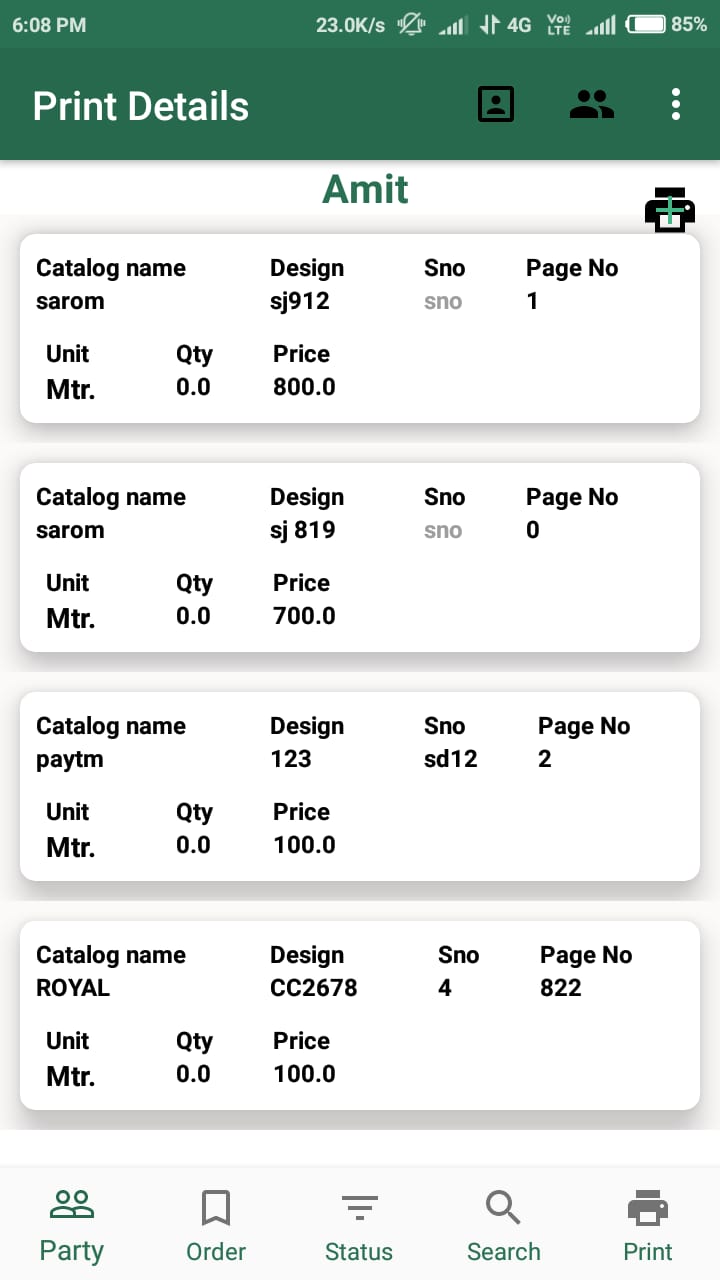 6:08 PM 23.0K/s 4G Vo)) LTE 85%
Print Details
Amit
Catalog name Design Sno Page No
sarom sj912 sno 1
Unit Qty Price
Mtr. 0.0 800.0
Catalog name Design Sno Page No
sarom sj 819 sno 0
Unit Qty Price
Mtr. 0.0 700.0
Catalog name Design Sno Page No
paytm 123 sd12 2
Unit Qty Price
Mtr. 0.0 100.0
Catalog name Design Sno Page No
ROYAL CC2678 4 822
Unit Qty Price
Mtr. 0.0 100.0
Party Order Status Search Print